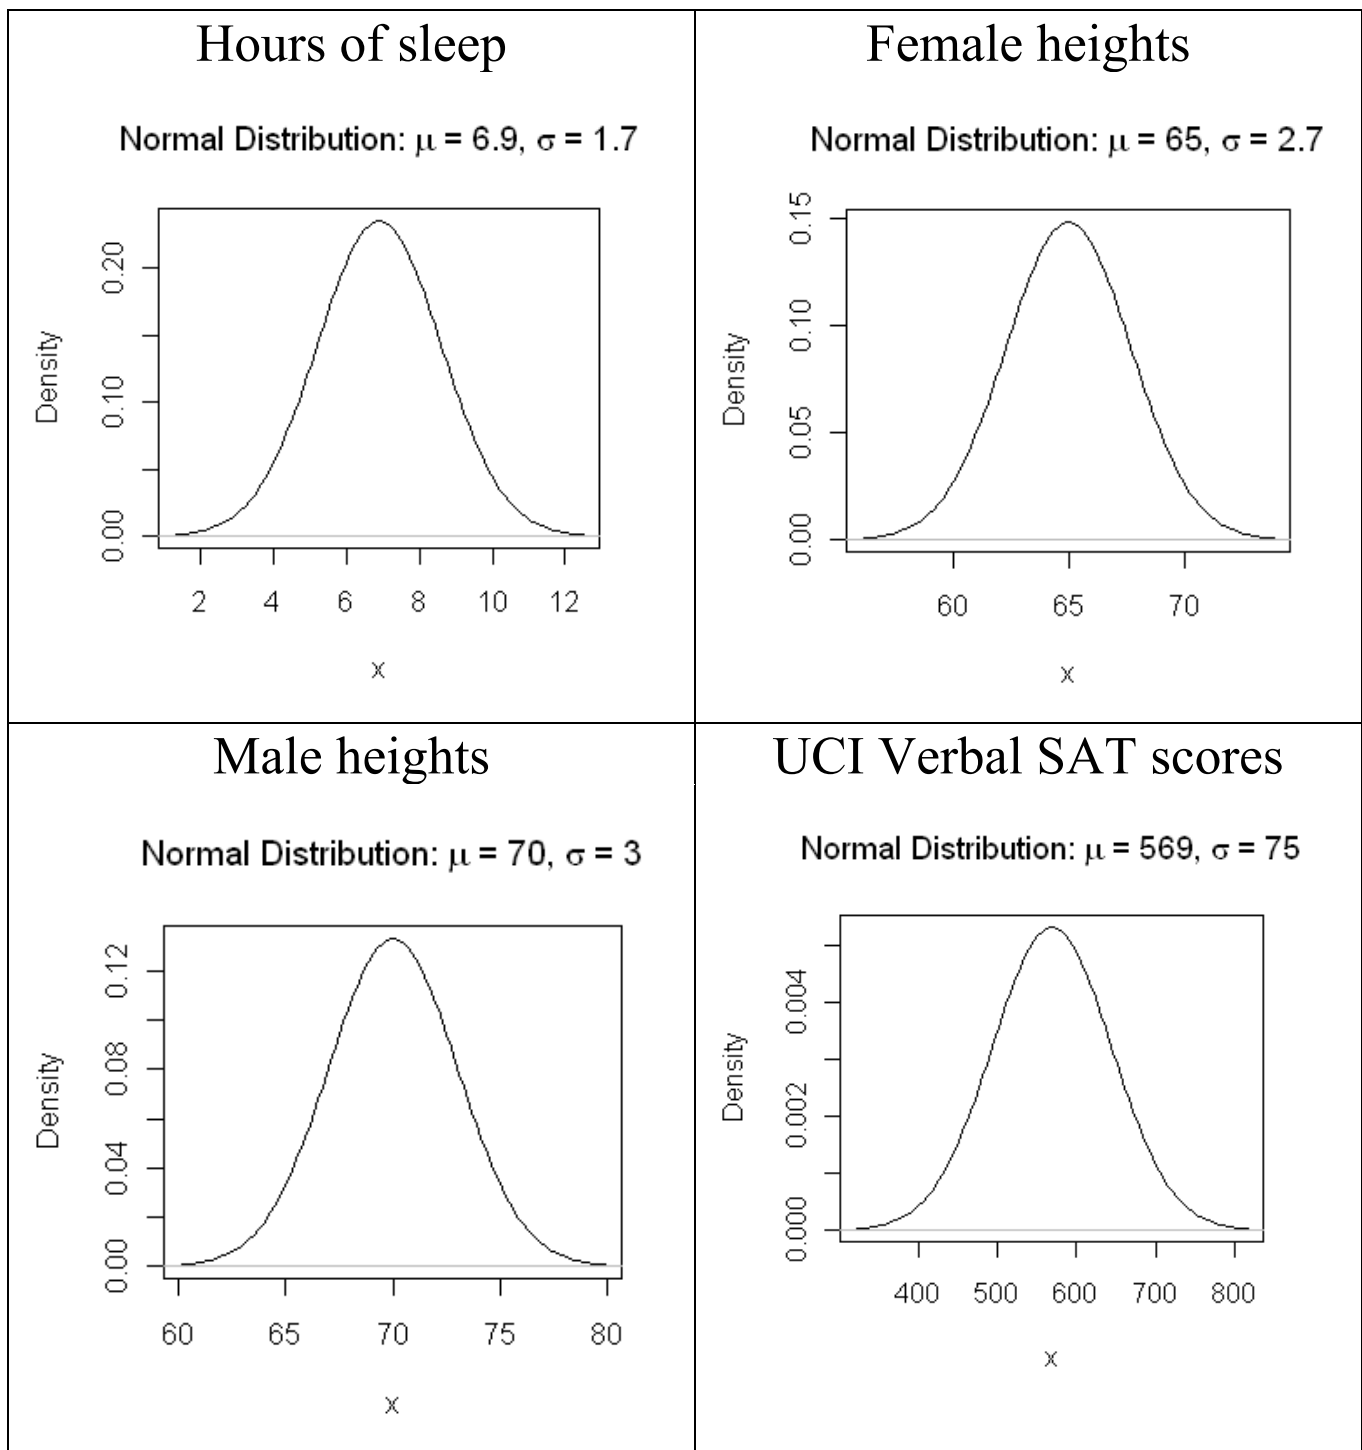 Hours of sleep
Normal Distribution: μ = 6.9, σ = 1.7
0.20
0.10
0.00
Density
2 4 6 8 10 12
x
Female heights
Normal Distribution: μ = 65, σ = 2.7
0.15
0.10
0.05
0.00
Density
60 65 70
x
Male heights
Normal Distribution: μ = 70, σ = 3
0.12
0.08
0.04
0.00
Density
60 65 70 75 80
x
UCI Verbal SAT scores
Normal Distribution: μ = 569, σ = 75
0.004
0.002
0.000
Density
400 500 600 700 800
x